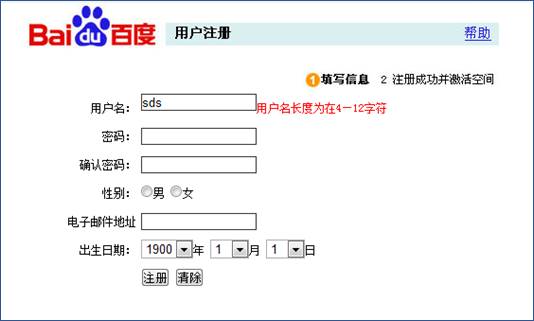 Bai du 百度 用户注册 帮助
1 填写信息 2 注册成功并激活空间
用户名： sds 用户名长度为在4－12字符
密码：
确认密码：
性别： 男 女
电子邮件地址
出生日期： 1900 年 1 月 1 日
注册 清除